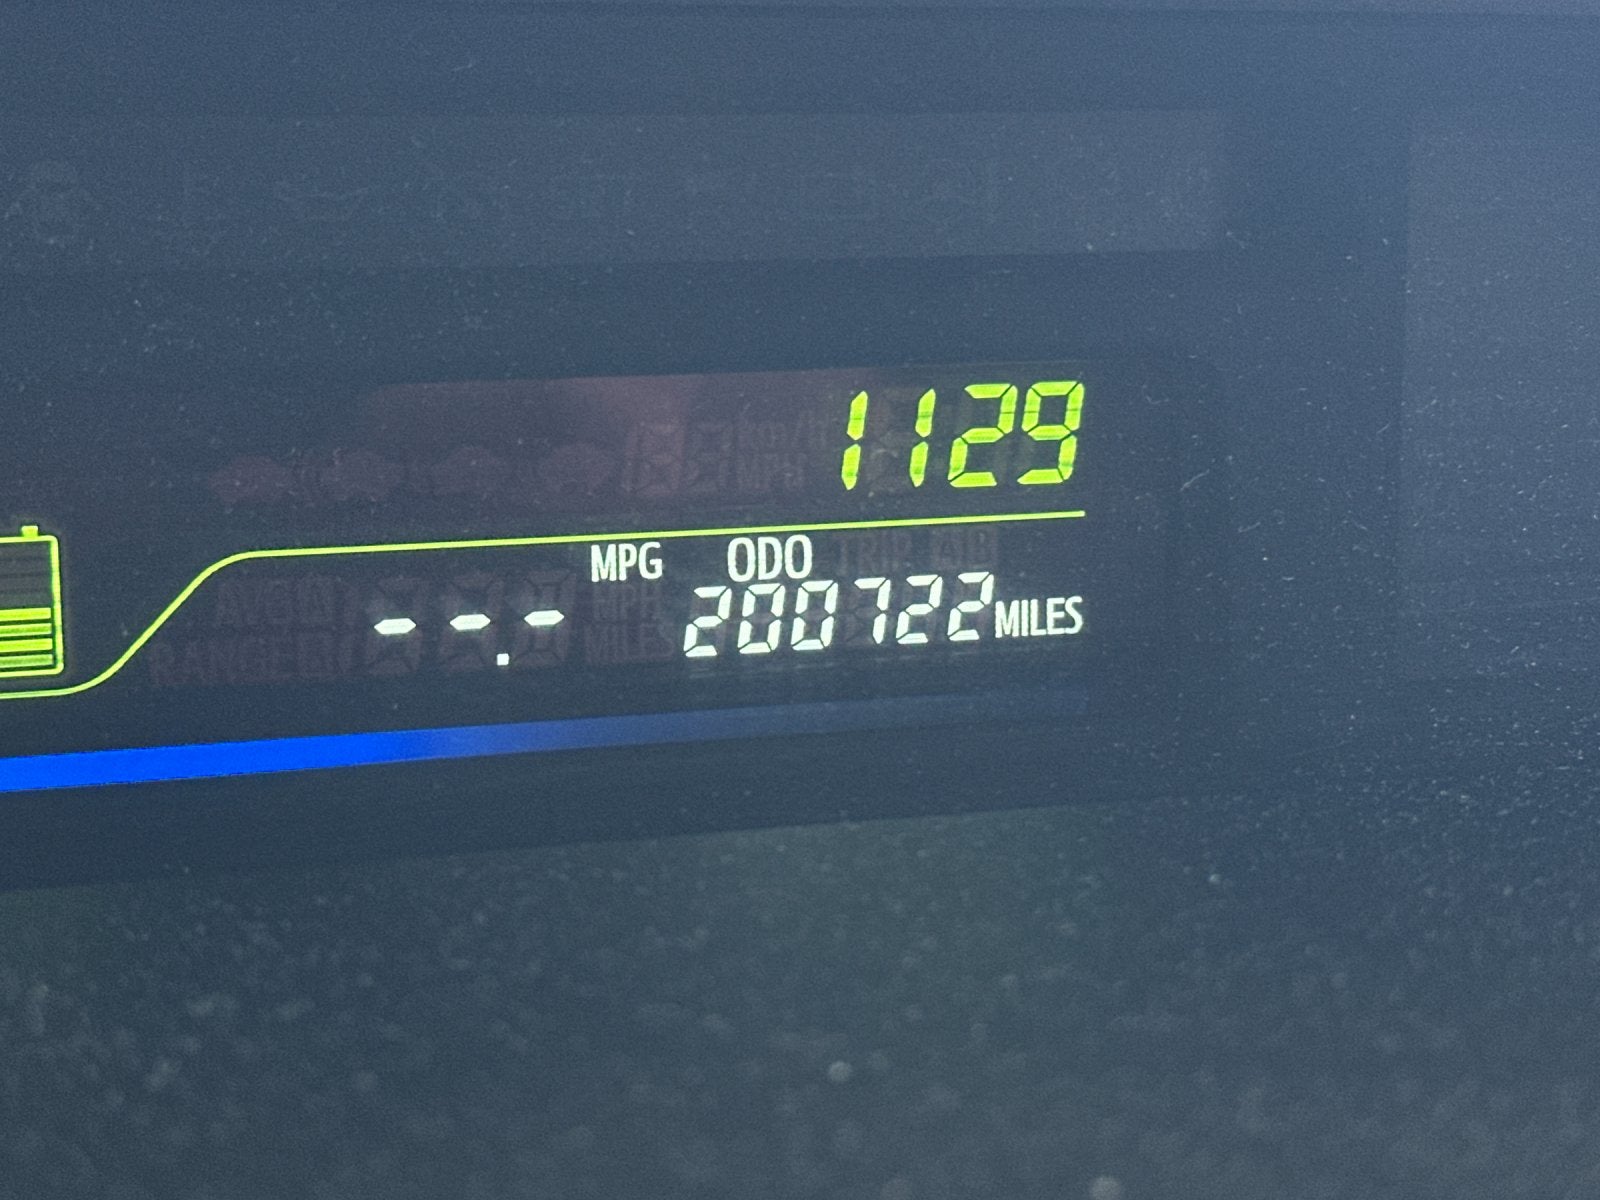 1129
MPG ODO
--.- 200722 MILES